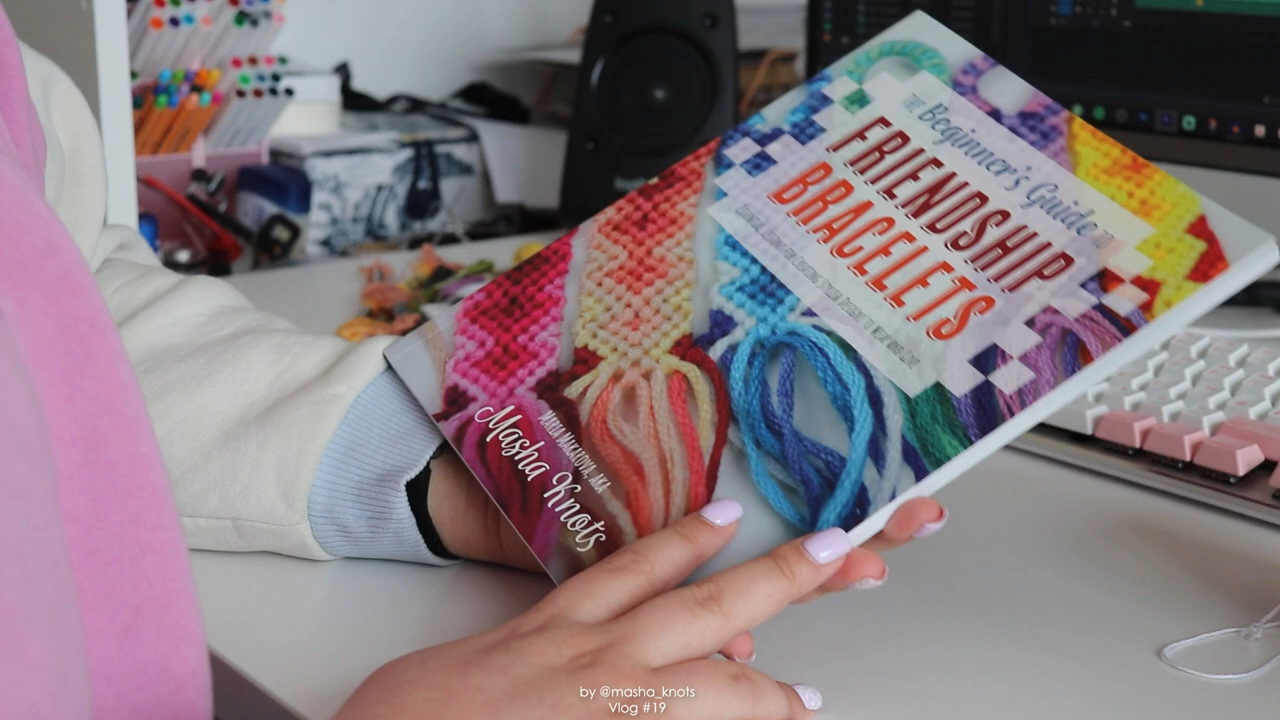 THE Beginner's Guide to
FRIENDSHIP
BRACELETS
MARIA MAKAROVA, AKA
Masha Knots
by @masha_knots
Vlog #19